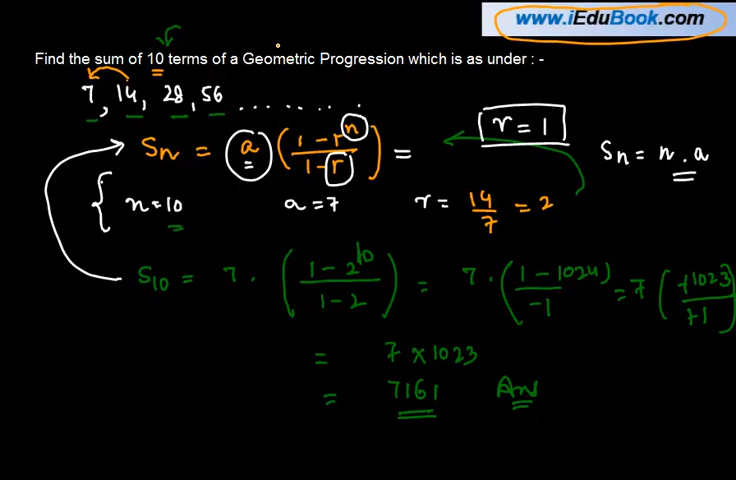 www.iEduBook.com
Find the sum of 10 terms of a Geometric Progression which is as under : -
7, 14, 28, 56 ..........
Sn = a ( 1-r^n / 1-r ) =
r = 1
Sn = n . a
n = 10 a = 7 r = 14/7 = 2
S10 = 7 . ( 1 - 2^10 / 1 - 2 ) = 7 . ( 1 - 1024 / -1 ) = 7 ( +1023 / +1 )
= 7 × 1023
= 7161 Ans